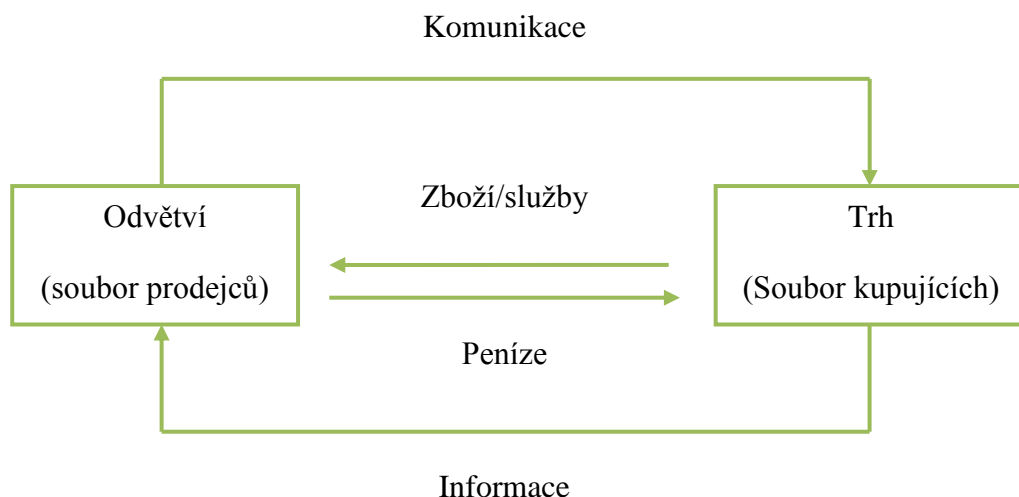 Komunikace
Zboží/služby
Odvětví
(soubor prodejců)
Trh
(Soubor kupujících)
Peníze
Informace